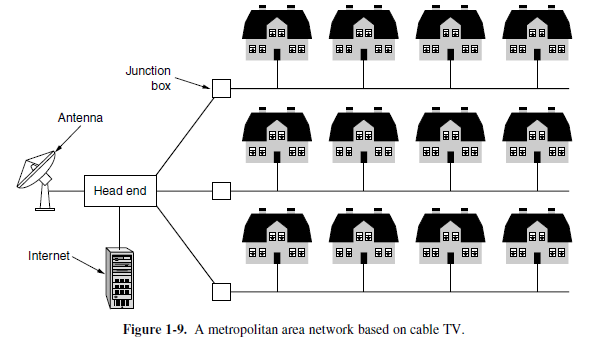 Junction
box
Antenna
Head end
Internet
Figure 1-9. A metropolitan area network based on cable TV.